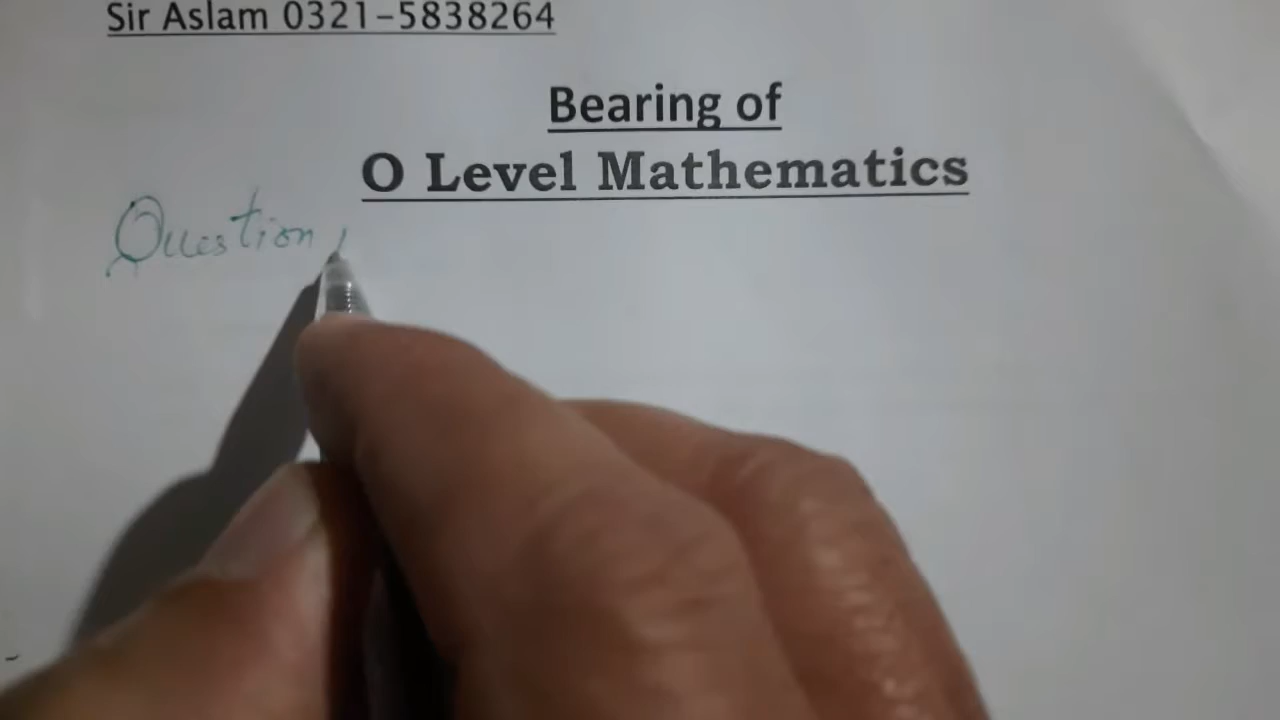 Sir Aslam 0321-5838264
Bearing of
O Level Mathematics
Question